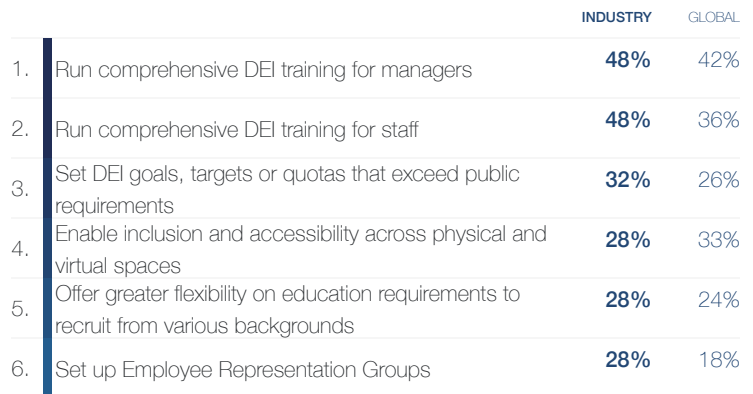 INDUSTRY GLOBAL
1. Run comprehensive DEI training for managers 48% 42%
2. Run comprehensive DEI training for staff 48% 36%
3. Set DEI goals, targets or quotas that exceed public 32% 26%
requirements
4. Enable inclusion and accessibility across physical and 28% 33%
virtual spaces
5. Offer greater flexibility on education requirements to 28% 24%
recruit from various backgrounds
6. Set up Employee Representation Groups 28% 18%